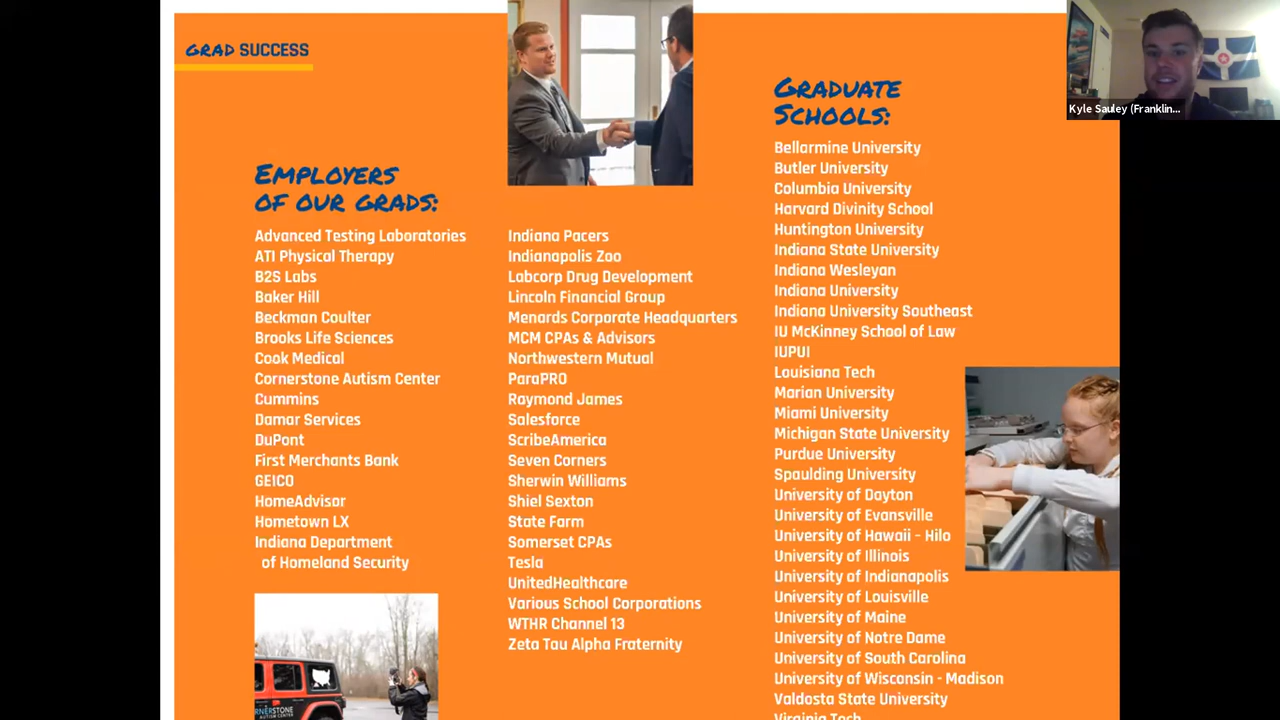 GRAD SUCCESS
EMPLOYERS
OF OUR GRADS:
Advanced Testing Laboratories
ATI Physical Therapy
B2S Labs
Baker Hill
Beckman Coulter
Brooks Life Sciences
Cook Medical
Cornerstone Autism Center
Cummins
Damar Services
DuPont
First Merchants Bank
GEICO
HomeAdvisor
Hometown LX
Indiana Department
of Homeland Security
Indiana Pacers
Indianapolis Zoo
Labcorp Drug Development
Lincoln Financial Group
Menards Corporate Headquarters
MCM CPAs & Advisors
Northwestern Mutual
ParaPRO
Raymond James
Salesforce
ScribeAmerica
Seven Corners
Sherwin Williams
Shiel Sexton
State Farm
Somerset CPAs
Tesla
UnitedHealthcare
Various School Corporations
WTHR Channel 13
Zeta Tau Alpha Fraternity
GRADUATE
SCHOOLS:
Bellarmine University
Butler University
Columbia University
Harvard Divinity School
Huntington University
Indiana State University
Indiana Wesleyan
Indiana University
Indiana University Southeast
IU McKinney School of Law
IUPUI
Louisiana Tech
Marian University
Miami University
Michigan State University
Purdue University
Spaulding University
University of Dayton
University of Evansville
University of Hawaii - Hilo
University of Illinois
University of Indianapolis
University of Louisville
University of Maine
University of Notre Dame
University of South Carolina
University of Wisconsin - Madison
Valdosta State University
Virginia Tech
Kyle Sauley (Franklin...
RNERSTONE
AUTISM CENTER